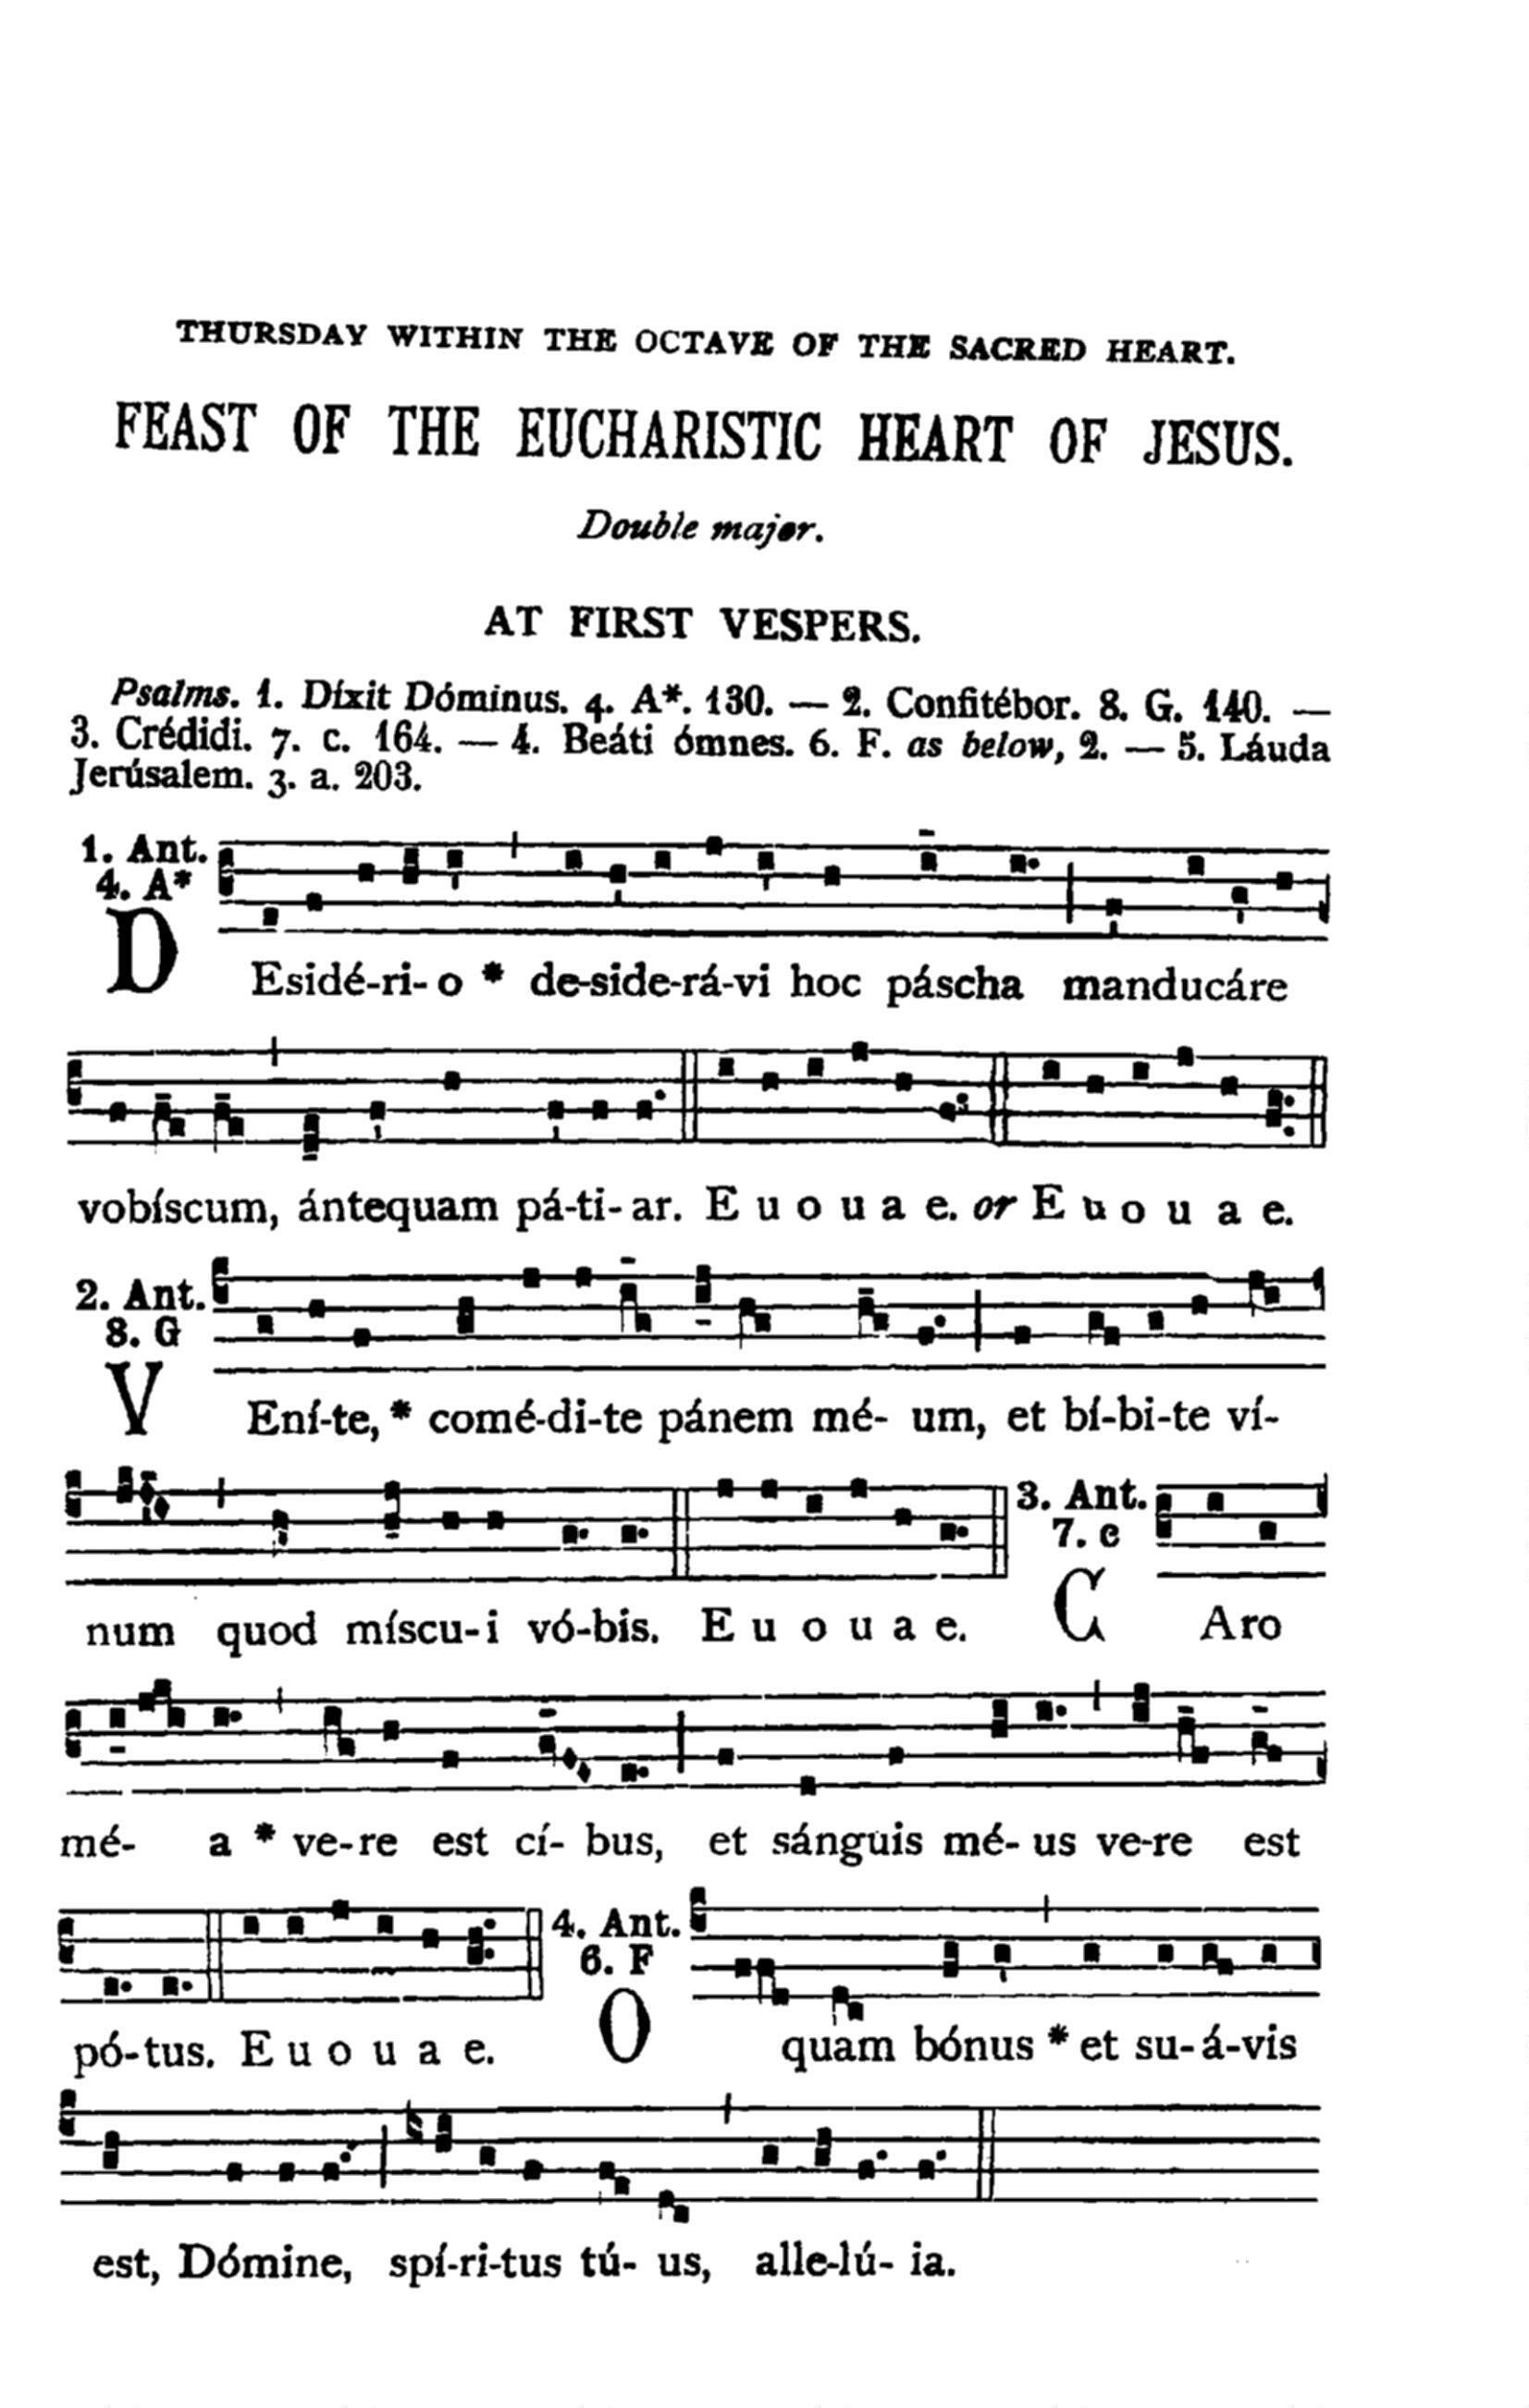 THURSDAY WITHIN THE OCTAVE OF THE SACRED HEART.
FEAST OF THE EUCHARISTIC HEART OF JESUS.
Double major.
AT FIRST VESPERS.
Psalms. 1. Díxit Dóminus. 4. A*. 130. — 2. Confitébor. 8. G. 140. —
3. Crédidi. 7. c. 164. — 4. Beáti ómnes. 6. F. as below, 2. — 5. Láuda
Jerúsalem. 3. a. 203.
1. Ant.
4. A*
DEsidé-ri- o * de-side-rá-vi hoc páscha manducáre
vobíscum, ántequam pá-ti- ar. E u o u a e. or E u o u a e.
2. Ant.
8. G
VEní-te, * comé-di-te pánem mé- um, et bí-bi-te ví-
num quod míscu-i vó-bis. E u o u a e.
3. Ant.
7. c
CAro
mé- a * ve-re est cí- bus, et sánguis mé- us ve-re est
pó-tus. E u o u a e.
4. Ant.
6. F
O quam bónus * et su-á-vis
est, Dómine, spí-ri-tus tú- us, alle-lú- ia.